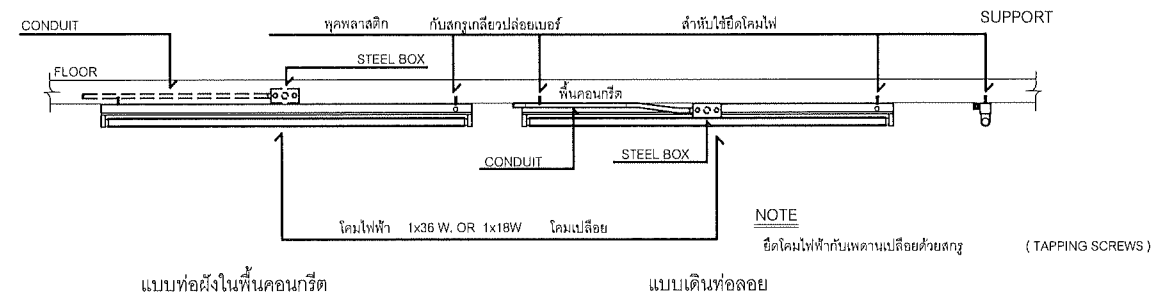 CONDUIT
พุคพลาสติก กับสกรูเกลียวปล่อยเบอร์ สำหับใช้ยึดโคมไฟ
SUPPORT
STEEL BOX
FLOOR
พื้นคอนกรีต
CONDUIT
STEEL BOX
โคมไฟฟ้า 1x36 W. OR 1x18W โคมเปลือย
NOTE
ยึดโคมไฟฟ้ากับเพดานเปลือยด้วยสกรู ( TAPPING SCREWS )
แบบท่อผังในพื้นคอนกรีต
แบบเดินท่อลอย